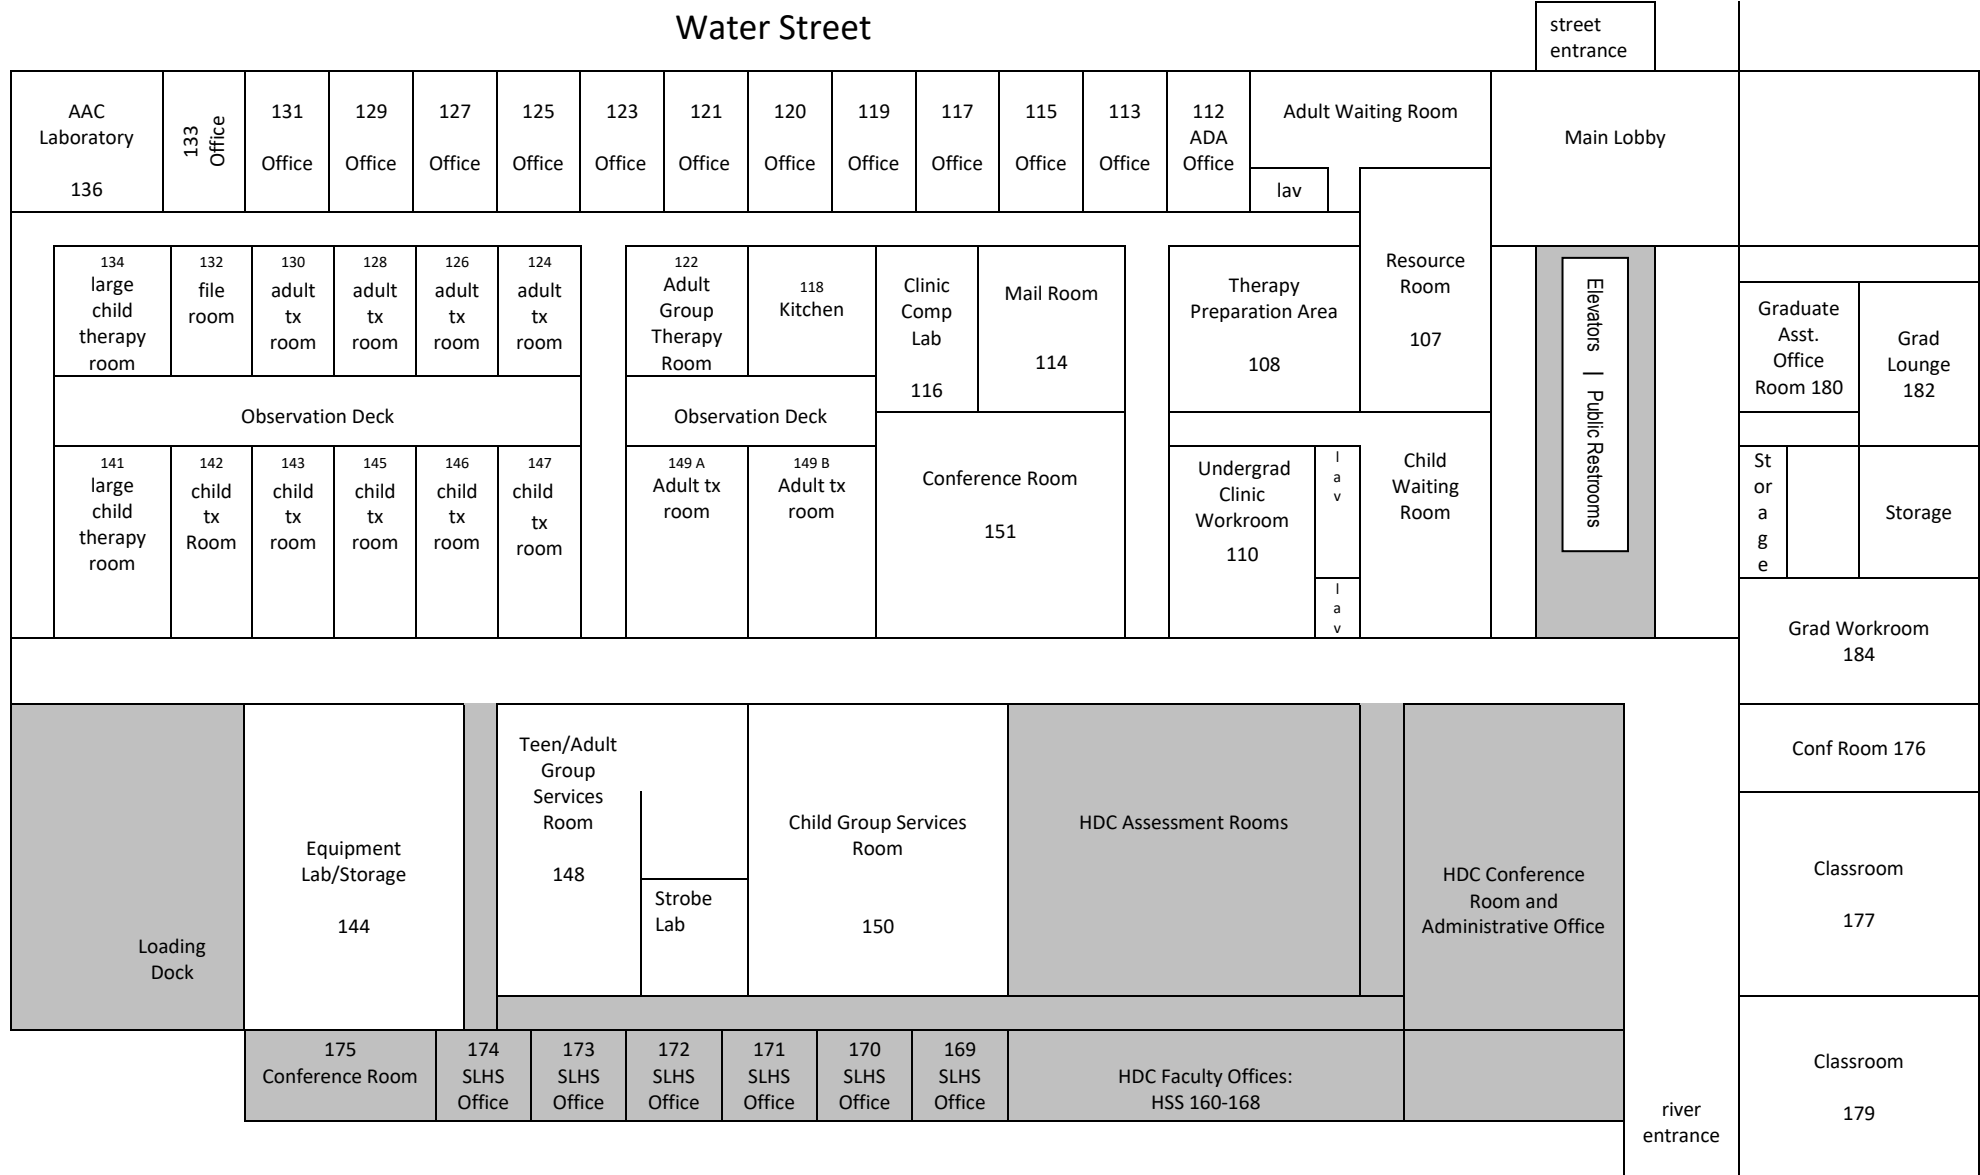 Water Street
street
entrance
AAC
Laboratory
136
133
Office
131
Office
129
Office
127
Office
125
Office
123
Office
121
Office
120
Office
119
Office
117
Office
115
Office
113
Office
112
ADA
Office
Adult Waiting Room
lav
Main Lobby
134
large
child
therapy
room
132
file
room
130
adult
tx
room
128
adult
tx
room
126
adult
tx
room
124
adult
tx
room
122
Adult
Group
Therapy
Room
118
Kitchen
Clinic
Comp
Lab
116
Mail Room
114
Therapy
Preparation Area
108
Resource
Room
107
Elevators | Public Restrooms
Graduate
Asst.
Office
Room 180
Grad
Lounge
182
Observation Deck
Observation Deck
141
large
child
therapy
room
142
child
tx
Room
143
child
tx
room
145
child
tx
room
146
child
tx
room
147
child
tx
room
149 A
Adult tx
room
149 B
Adult tx
room
Conference Room
151
Undergrad
Clinic
Workroom
110
l
a
v
l
a
v
Child
Waiting
Room
St
or
a
g
e
Storage
Grad Workroom
184
Loading
Dock
Equipment
Lab/Storage
144
Teen/Adult
Group
Services
Room
148
Strobe
Lab
Child Group Services
Room
150
HDC Assessment Rooms
HDC Conference
Room and
Administrative Office
Conf Room 176
Classroom
177
175
Conference Room
174
SLHS
Office
173
SLHS
Office
172
SLHS
Office
171
SLHS
Office
170
SLHS
Office
169
SLHS
Office
HDC Faculty Offices:
HSS 160-168
river
entrance
Classroom
179